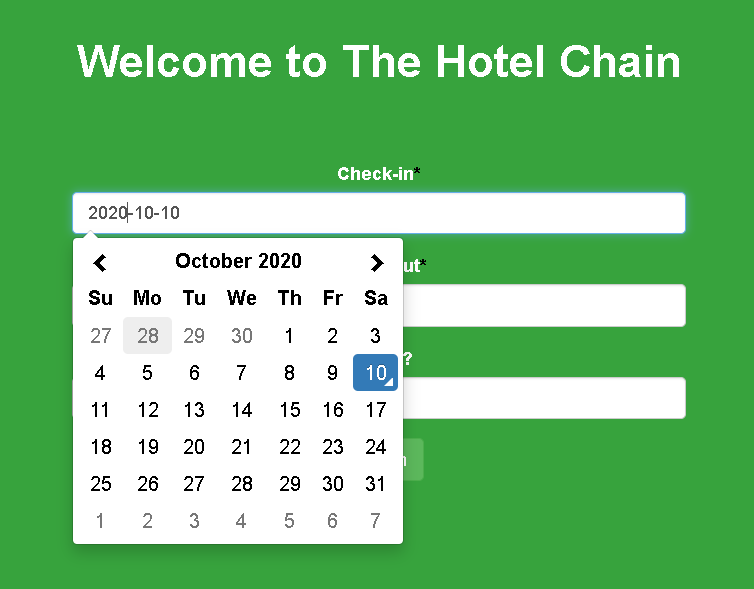 Welcome to The Hotel Chain
Check-in*
2020-10-10
October 2020
Su Mo Tu We Th Fr Sa
27 28 29 30 1 2 3
4 5 6 7 8 9 10
11 12 13 14 15 16 17
18 19 20 21 22 23 24
25 26 27 28 29 30 31
1 2 3 4 5 6 7
ut*
?